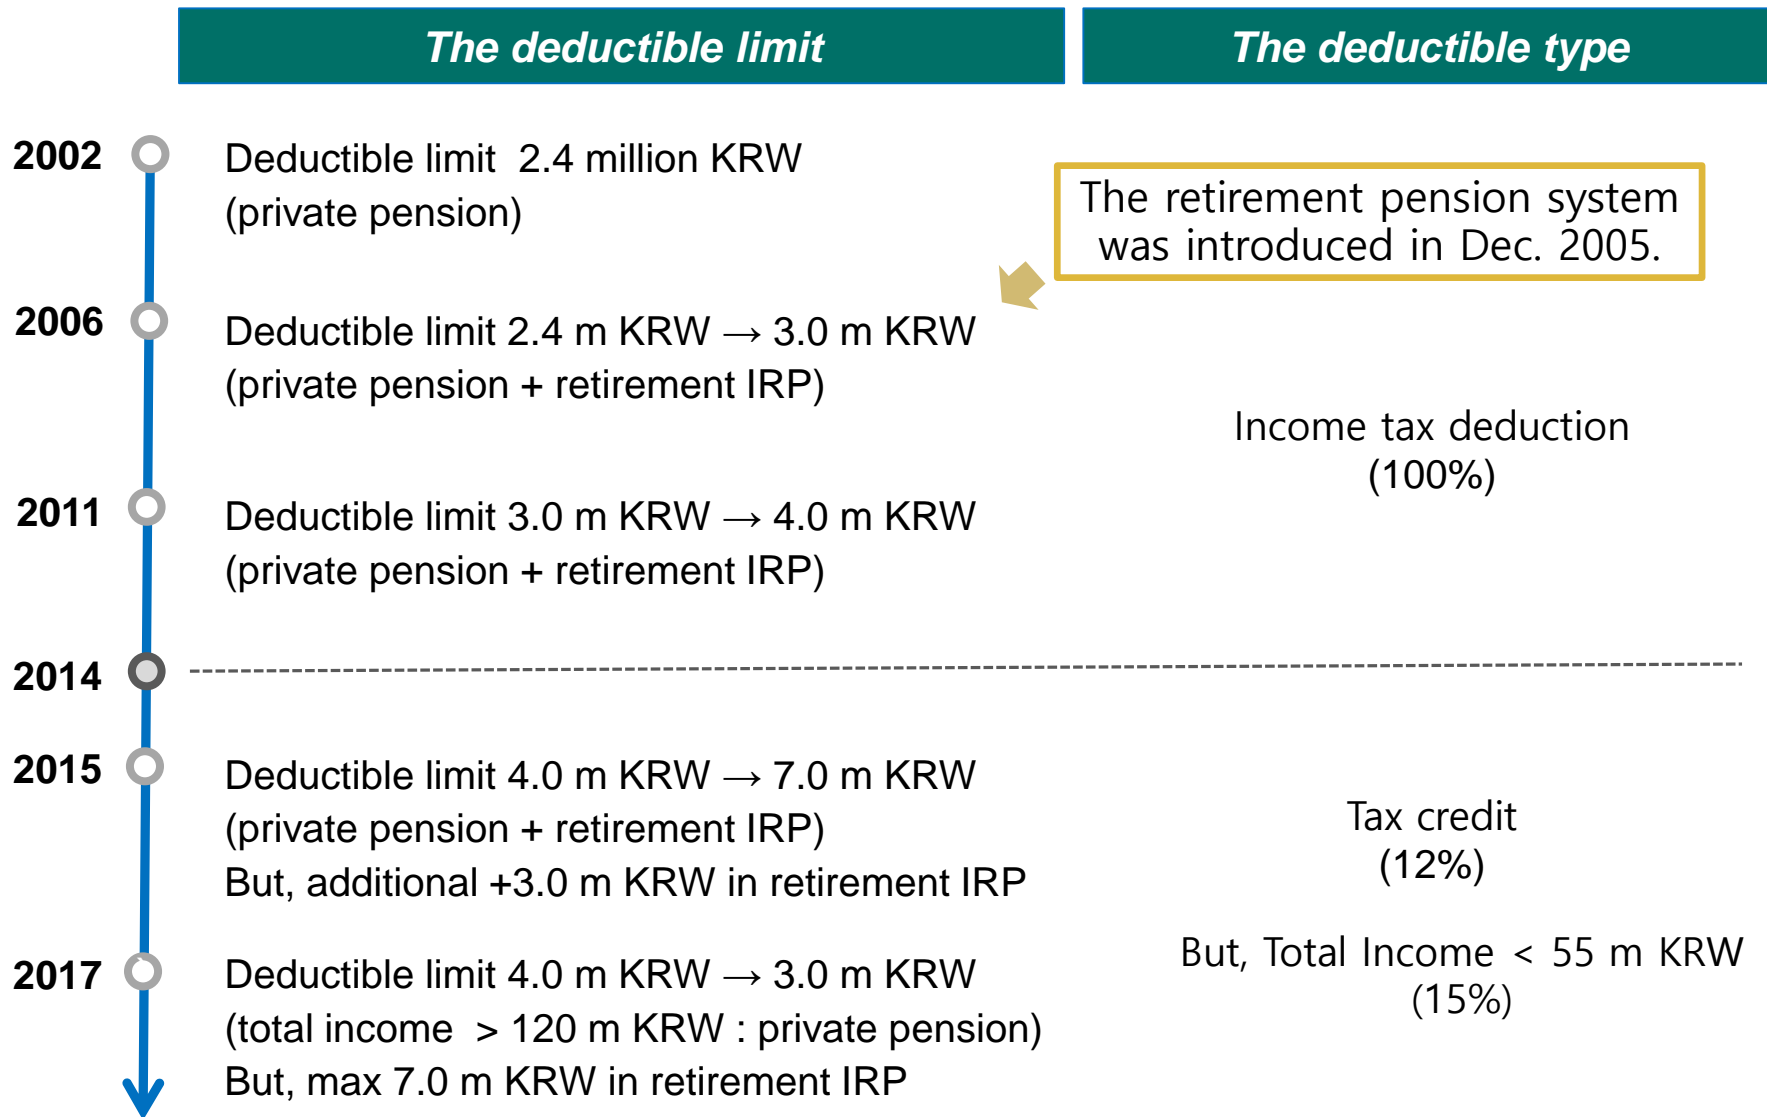 The deductible limit
The deductible type
2002
Deductible limit 2.4 million KRW
(private pension)
The retirement pension system
was introduced in Dec. 2005.
2006
Deductible limit 2.4 m KRW → 3.0 m KRW
(private pension + retirement IRP)
Income tax deduction
(100%)
2011
Deductible limit 3.0 m KRW → 4.0 m KRW
(private pension + retirement IRP)
2014
2015
Deductible limit 4.0 m KRW → 7.0 m KRW
(private pension + retirement IRP)
But, additional +3.0 m KRW in retirement IRP
Tax credit
(12%)
But, Total Income < 55 m KRW
(15%)
2017
Deductible limit 4.0 m KRW → 3.0 m KRW
(total income > 120 m KRW : private pension)
But, max 7.0 m KRW in retirement IRP